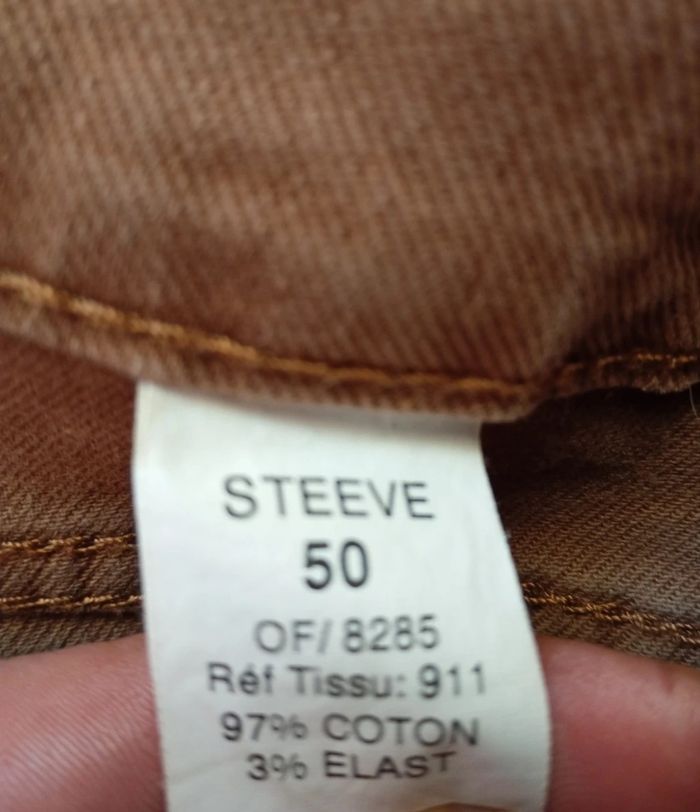 STEEVE
50
OF/ 8285
Réf Tissu: 911
97% COTON
3% ELAST